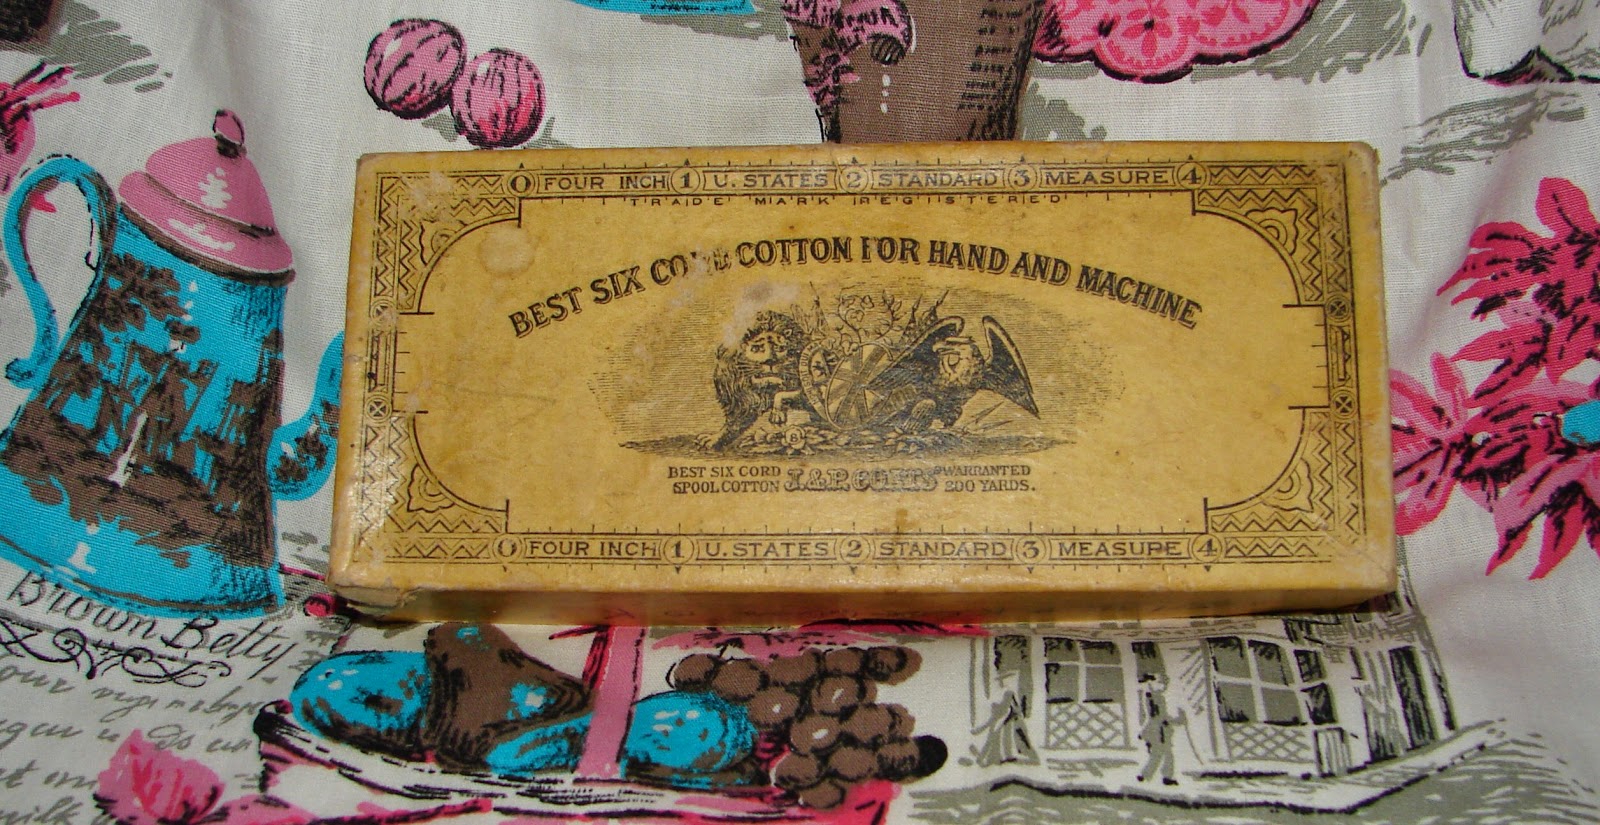 0 FOUR INCH 1 U. STATES 2 STANDARD 3 MEASURE 4
TRADE MARK REGISTERED
BEST SIX CORD COTTON FOR HAND AND MACHINE
BEST SIX CORD J. & P. COATS WARRANTED
SPOOL COTTON 200 YARDS.
0 FOUR INCH 1 U. STATES 2 STANDARD 3 MEASURE 4
Brown Betty